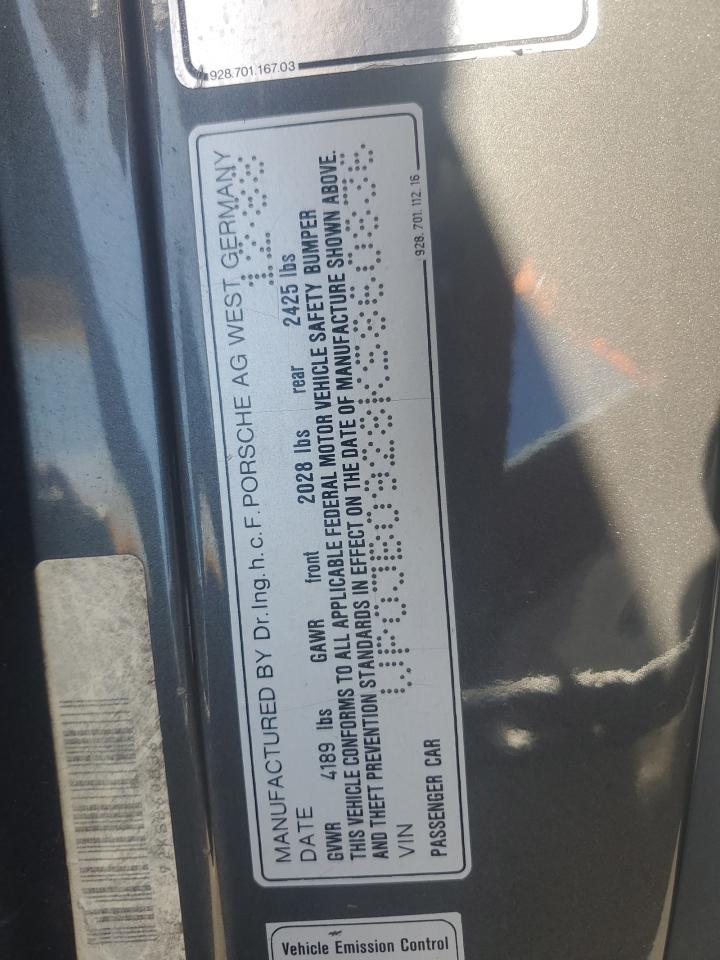 928.701.167.03
MANUFACTURED BY Dr.Ing.h.c.F.PORSCHE AG WEST GERMANY
DATE
GVWR 4189 lbs GAWR front 2028 lbs rear 2425 lbs
THIS VEHICLE CONFORMS TO ALL APPLICABLE FEDERAL MOTOR VEHICLE SAFETY BUMPER
AND THEFT PREVENTION STANDARDS IN EFFECT ON THE DATE OF MANUFACTURE SHOWN ABOVE.
VIN
PASSENGER CAR
928. 701. 112. 16
Vehicle Emission Control